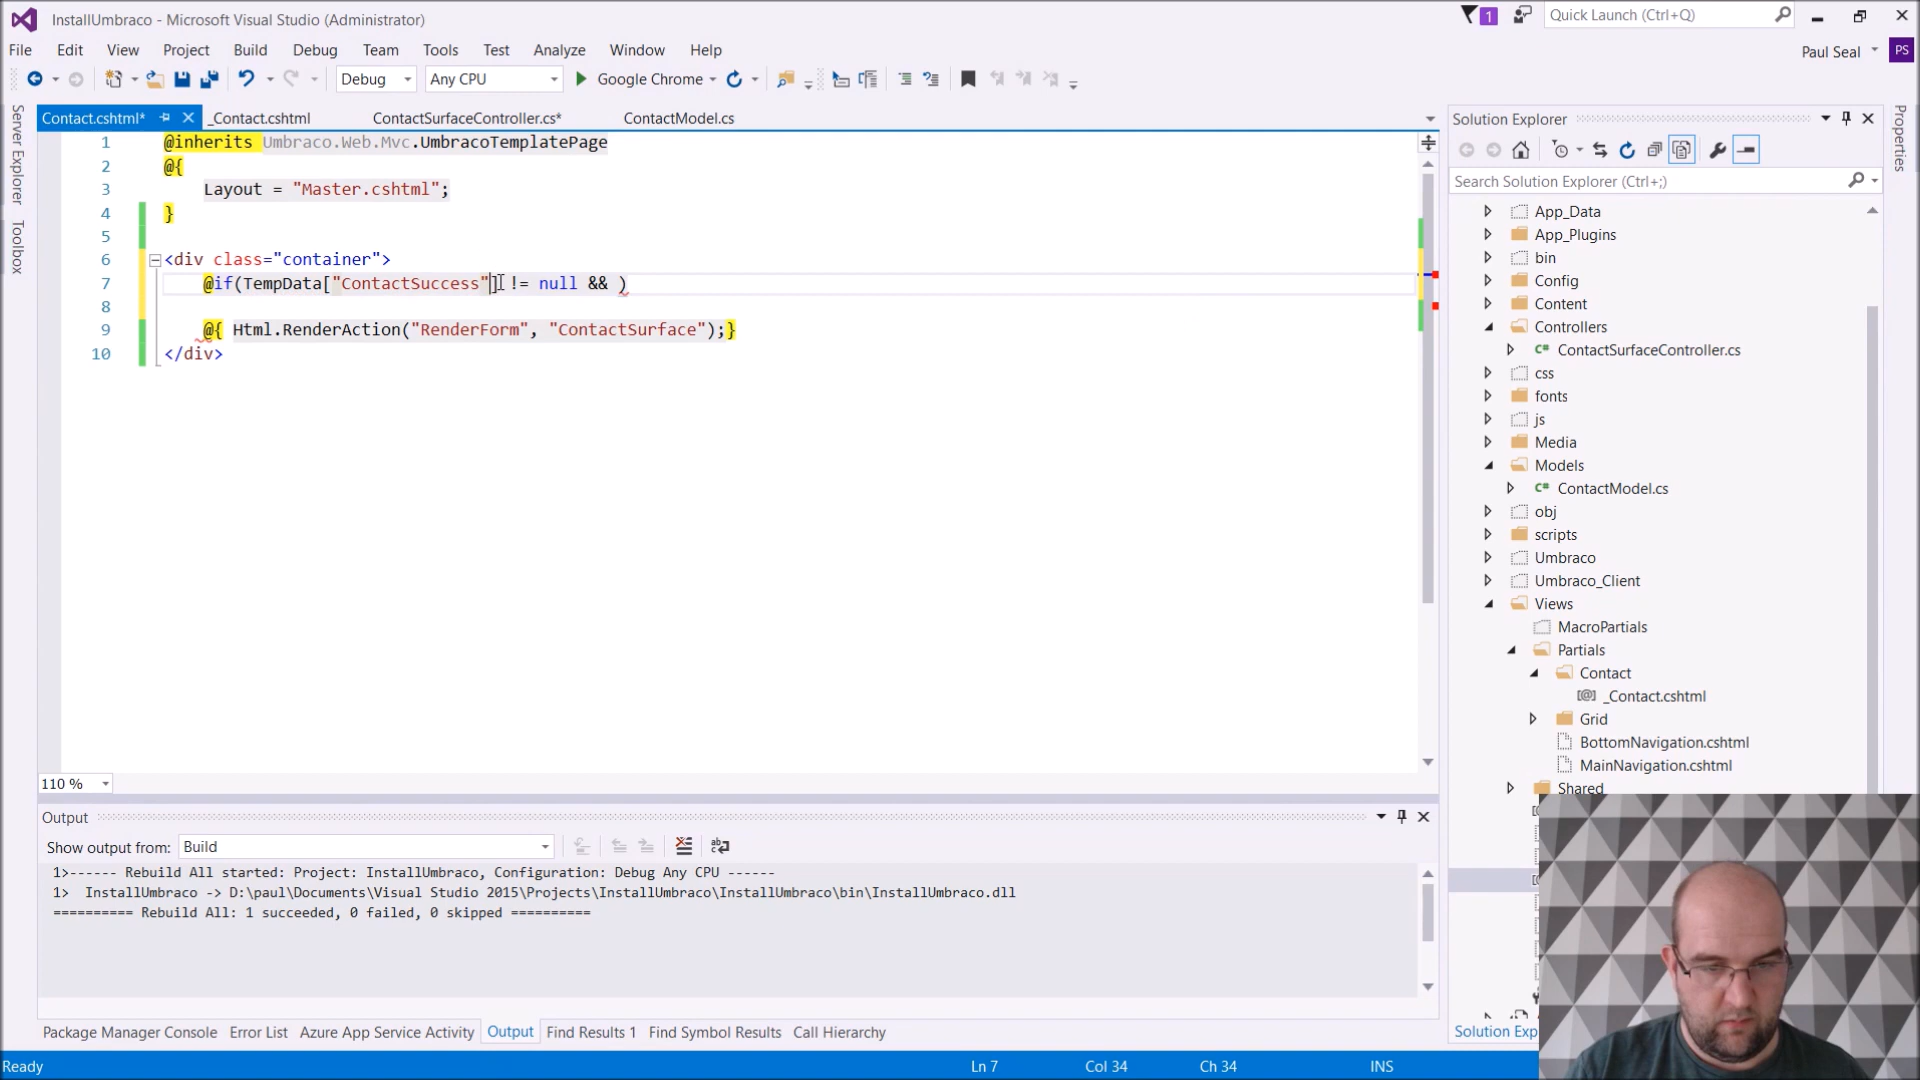 InstallUmbraco - Microsoft Visual Studio (Administrator)
1
Quick Launch (Ctrl+Q)
File Edit View Project Build Debug Team Tools Test Analyze Window Help
Paul Seal
PS
Debug
Any CPU
Google Chrome
Server Explorer
Toolbox
Contact.cshtml*
_Contact.cshtml
ContactSurfaceController.cs*
ContactModel.cs
1 @inherits Umbraco.Web.Mvc.UmbracoTemplatePage
2 @{
3 Layout = "Master.cshtml";
4 }
5
6 <div class="container">
7 @if(TempData["ContactSuccess"] != null && )
8
9 @{ Html.RenderAction("RenderForm", "ContactSurface");}
10 </div>
110 %
Output
Show output from: Build
1>------ Rebuild All started: Project: InstallUmbraco, Configuration: Debug Any CPU ------
1> InstallUmbraco -> D:\paul\Documents\Visual Studio 2015\Projects\InstallUmbraco\InstallUmbraco\bin\InstallUmbraco.dll
========== Rebuild All: 1 succeeded, 0 failed, 0 skipped ==========
Package Manager Console Error List Azure App Service Activity Output Find Results 1 Find Symbol Results Call Hierarchy
Ready
Ln 7
Col 34
Ch 34
INS
Solution Explorer
Search Solution Explorer (Ctrl+;)
App_Data
App_Plugins
bin
Config
Content
Controllers
C# ContactSurfaceController.cs
css
fonts
js
Media
Models
C# ContactModel.cs
obj
scripts
Umbraco
Umbraco_Client
Views
MacroPartials
Partials
Contact
[@] _Contact.cshtml
Grid
BottomNavigation.cshtml
MainNavigation.cshtml
Shared
Solution Exp
Properties